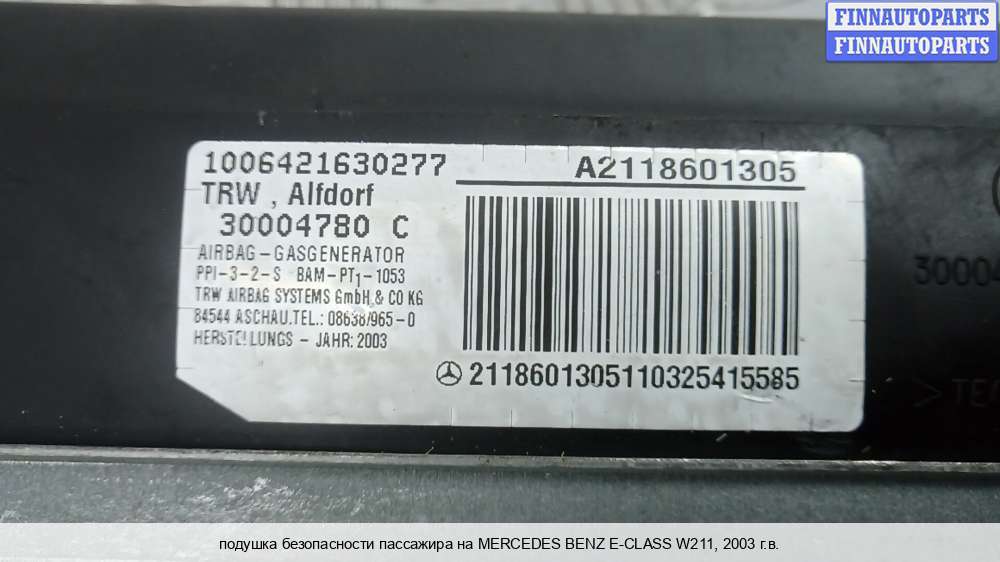 FINNAUTOPARTS
FINNAUTOPARTS
1006421630277
A2118601305
TRW , Alfdorf
30004780 C
AIRBAG-GASGENERATOR
PPI-3-2-S BAM-PT1-1053
TRW AIRBAG SYSTEMS GmbH & CO KG
84544 ASCHAU.TEL.: 08638/965-0
HERSTELLUNGS - JAHR: 2003
2118601305110325415585
> TEA
подушка безопасности пассажира на MERCEDES BENZ E-CLASS W211, 2003 г.в.